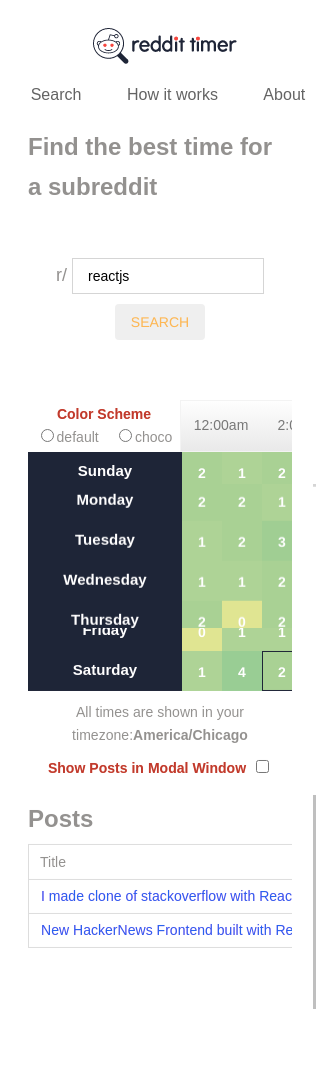 reddit timer
Search How it works About
Find the best time for
a subreddit
r/ reactjs
SEARCH
Color Scheme
default choco
12:00am 2:0
Sunday 2 1 2
Monday 2 2 1
Tuesday 1 2 3
Wednesday 1 1 2
Thursday 2 0 2
Friday 0 1 1
Saturday 1 4 2
All times are shown in your
timezone:America/Chicago
Show Posts in Modal Window
Posts
Title
I made clone of stackoverflow with Reac
New HackerNews Frontend built with Re